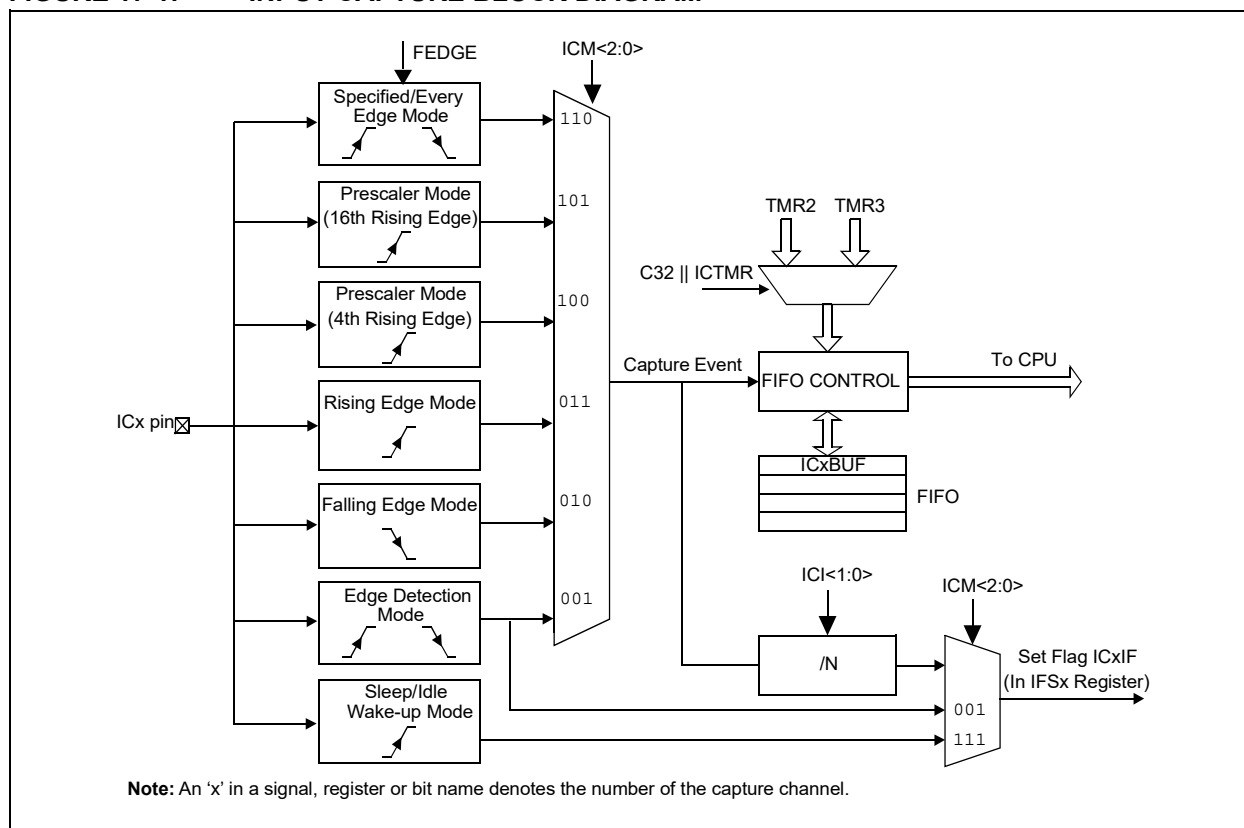 FEDGE
ICM<2:0>
Specified/Every
Edge Mode
110
Prescaler Mode
(16th Rising Edge)
101
TMR2
TMR3
C32 || ICTMR
Prescaler Mode
(4th Rising Edge)
100
Capture Event
FIFO CONTROL
To CPU
ICx pin
Rising Edge Mode
011
ICxBUF
FIFO
Falling Edge Mode
010
Edge Detection
Mode
001
ICI<1:0>
ICM<2:0>
/N
Set Flag ICxIF
(In IFSx Register)
001
111
Sleep/Idle
Wake-up Mode
Note: An ‘x’ in a signal, register or bit name denotes the number of the capture channel.